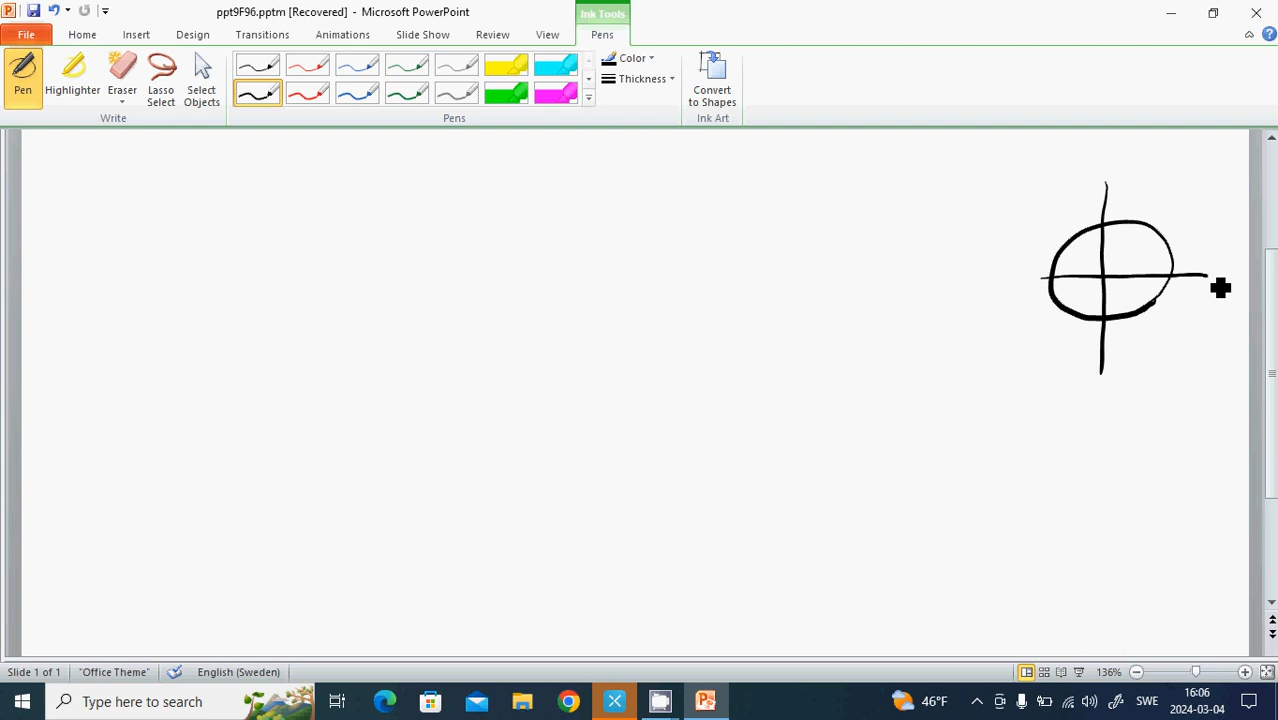 ppt9F96.pptm [Recovered] - Microsoft PowerPoint
Ink Tools
File Home Insert Design Transitions Animations Slide Show Review View Pens
Pen
Highlighter
Eraser
Lasso Select
Select Objects
Color
Thickness
Convert to Shapes
Write
Pens
Ink Art
Slide 1 of 1 "Office Theme" English (Sweden) 136%
Type here to search
46°F
SWE
16:06
2024-03-04